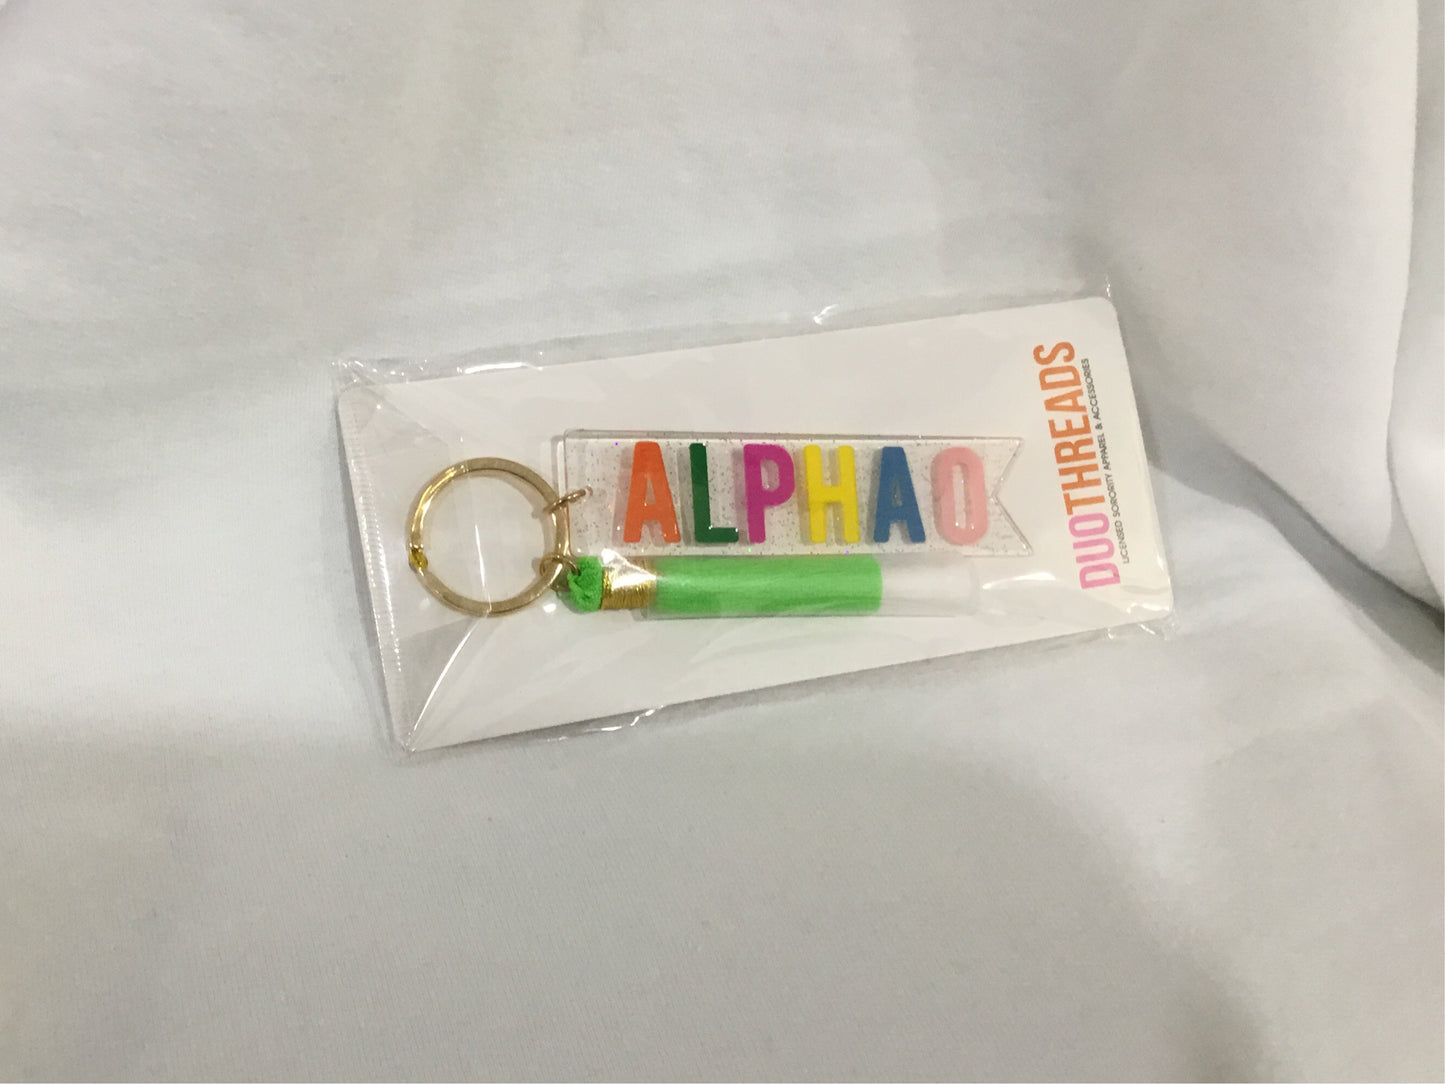 ALPHAO
DUOTHREADS
LICENSED SORORITY APPAREL & ACCESSORIES